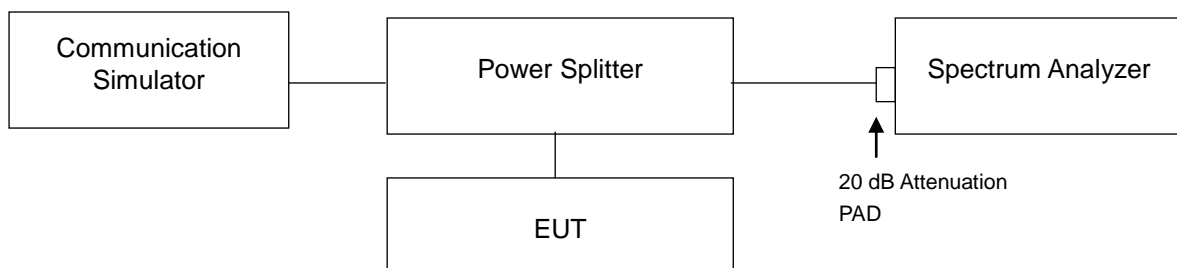 Communication
Simulator
Power Splitter
Spectrum Analyzer
20 dB Attenuation
PAD
EUT